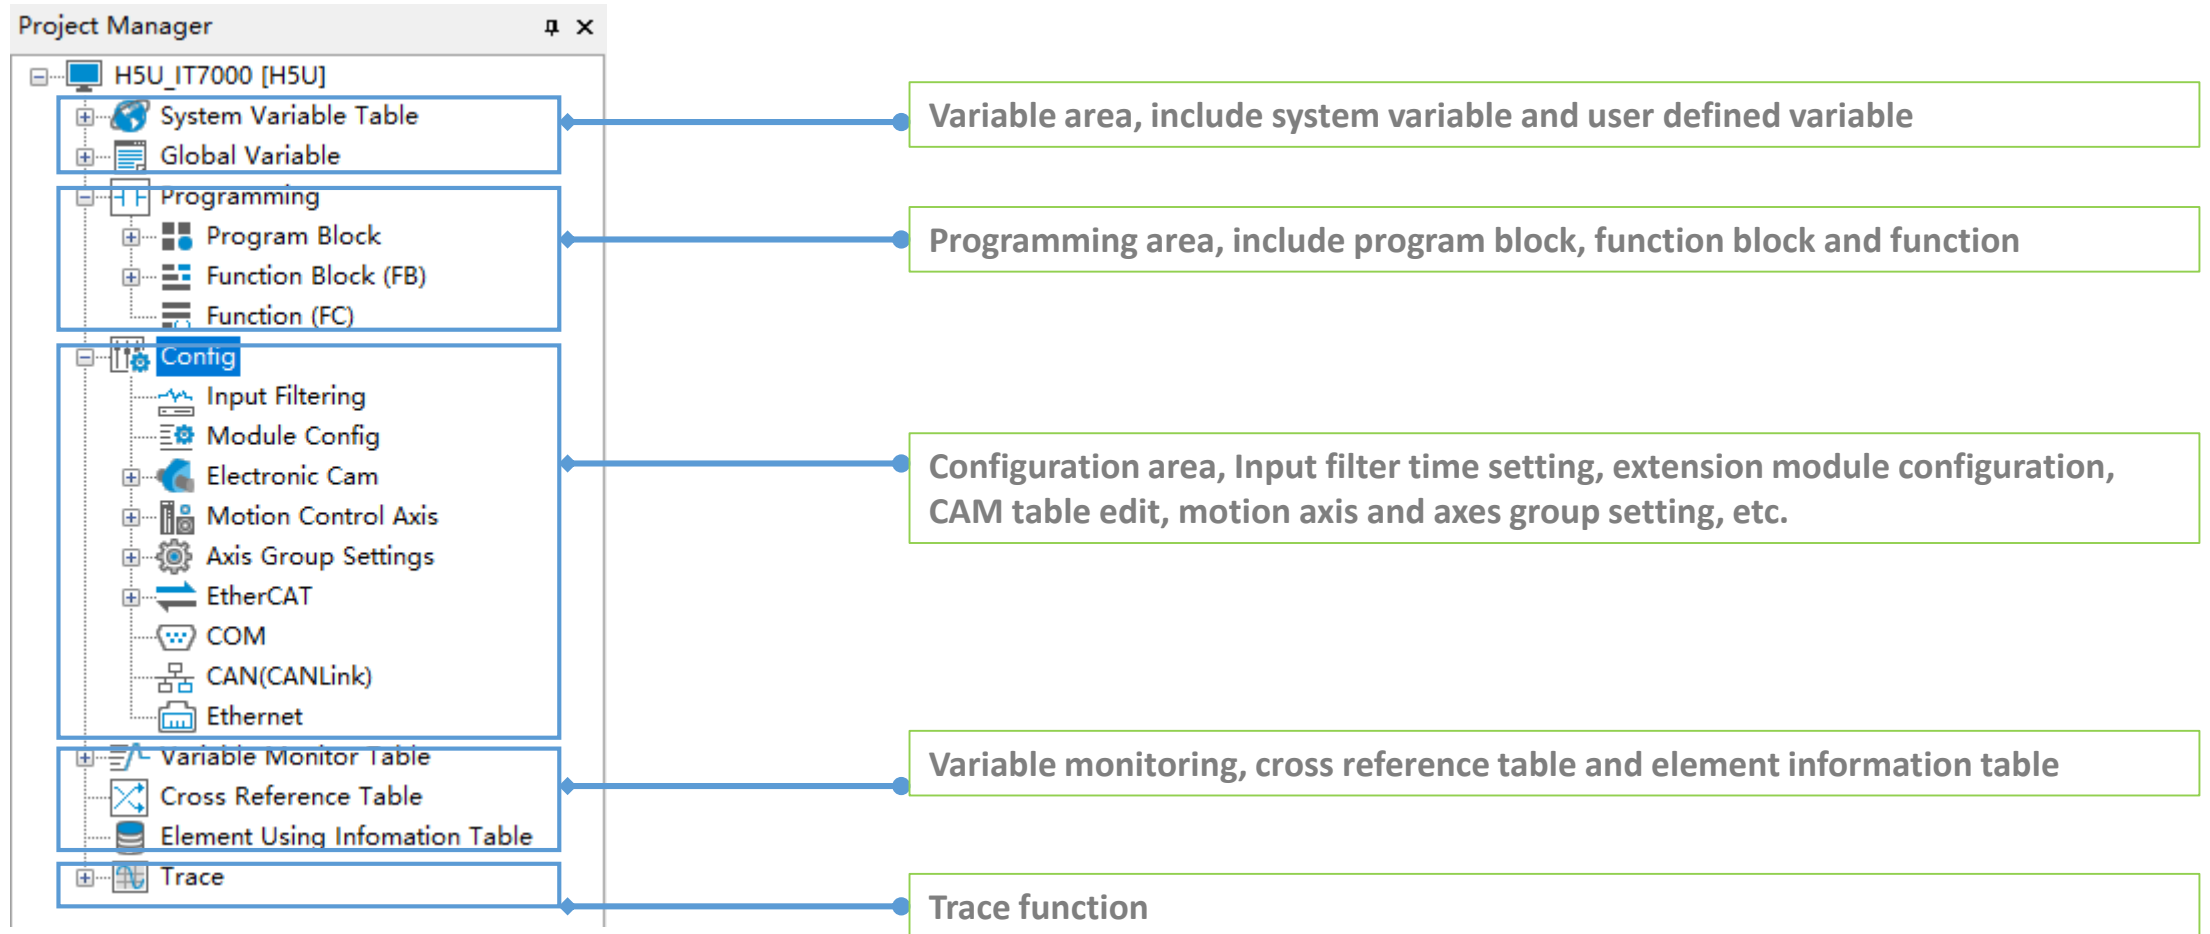 Project Manager
H5U_IT7000 [H5U]
System Variable Table
Global Variable
Programming
Program Block
Function Block (FB)
Function (FC)
Config
Input Filtering
Module Config
Electronic Cam
Motion Control Axis
Axis Group Settings
EtherCAT
COM
CAN(CANLink)
Ethernet
Variable Monitor Table
Cross Reference Table
Element Using Infomation Table
Trace
Variable area, include system variable and user defined variable
Programming area, include program block, function block and function
Configuration area, Input filter time setting, extension module configuration,
CAM table edit, motion axis and axes group setting, etc.
Variable monitoring, cross reference table and element information table
Trace function